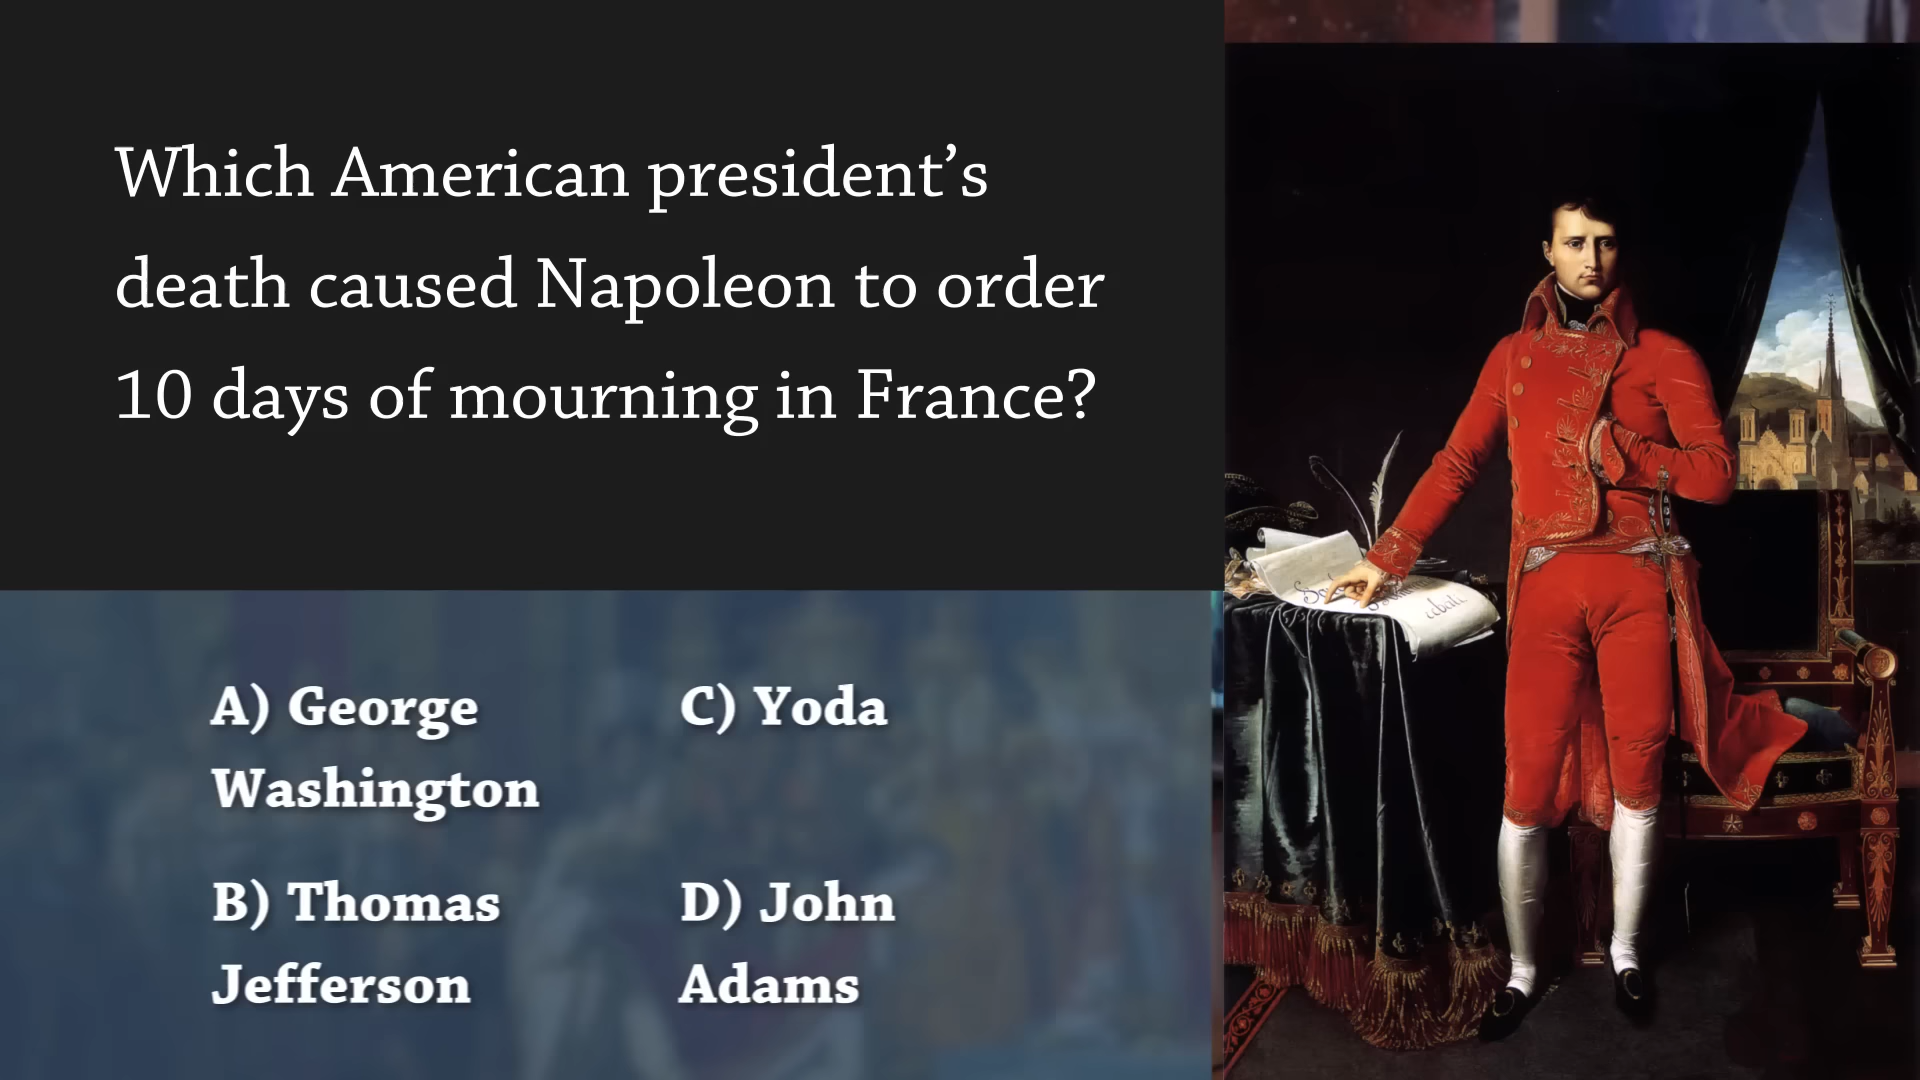 Which American president’s
death caused Napoleon to order
10 days of mourning in France?
A) George
Washington
B) Thomas
Jefferson
C) Yoda
D) John
Adams